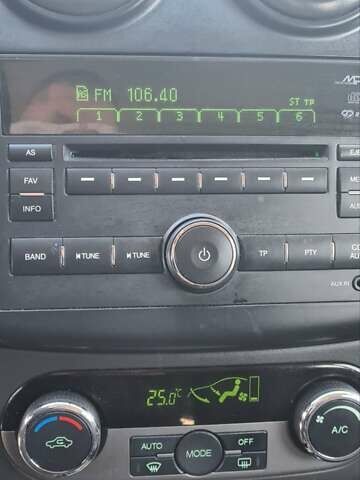 MP
FM 106.40
ST TP
1 2 3 4 5 6
AS
FAV
INFO
BAND
TUNE
TUNE
TP
PTY
AUX IN
25.0°C
AUTO
OFF
MODE
A/C